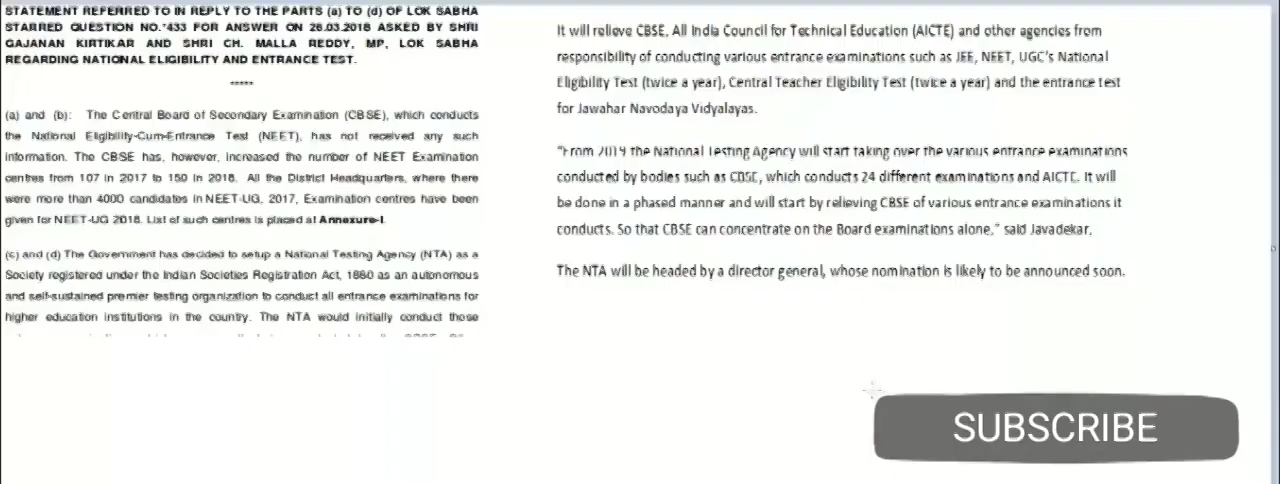 STATEMENT REFERRED TO IN REPLY TO THE PARTS (a) TO (d) OF LOK SABHA
STARRED QUESTION NO.*433 FOR ANSWER ON 26.03.2018 ASKED BY SHRI
GAJANAN KIRTIKAR AND SHRI CH. MALLA REDDY, MP, LOK SABHA
REGARDING NATIONAL ELIGIBILITY AND ENTRANCE TEST.
*****
(a) and (b): The Central Board of Secondary Examination (CBSE), which conducts
the National Eligibility-Cum-Entrance Test (NEET), has not received any such
information. The CBSE has, however, increased the number of NEET Examination
centres from 107 in 2017 to 150 in 2018. All the District Headquarters, where there
were more than 4000 candidates in NEET-UG, 2017, Examination centres have been
given for NEET-UG 2018. List of such centres is placed at Annexure-I.
(c) and (d) The Government has decided to setup a National Testing Agency (NTA) as a
Society registered under the Indian Societies Registration Act, 1860 as an autonomous
and self-sustained premier testing organization to conduct all entrance examinations for
higher education institutions in the country. The NTA would initially conduct those
It will relieve CBSE, All India Council for Technical Education (AICTE) and other agencies from
responsibility of conducting various entrance examinations such as JEE, NEET, UGC's National
Eligibility Test (twice a year), Central Teacher Eligibility Test (twice a year) and the entrance test
for Jawahar Navodaya Vidyalayas.
"From 2019 the National Testing Agency will start taking over the various entrance examinations
conducted by bodies such as CBSE, which conducts 24 different examinations and AICTE. It will
be done in a phased manner and will start by relieving CBSE of various entrance examinations it
conducts. So that CBSE can concentrate on the Board examinations alone," said Javadekar.
The NTA will be headed by a director general, whose nomination is likely to be announced soon.
SUBSCRIBE